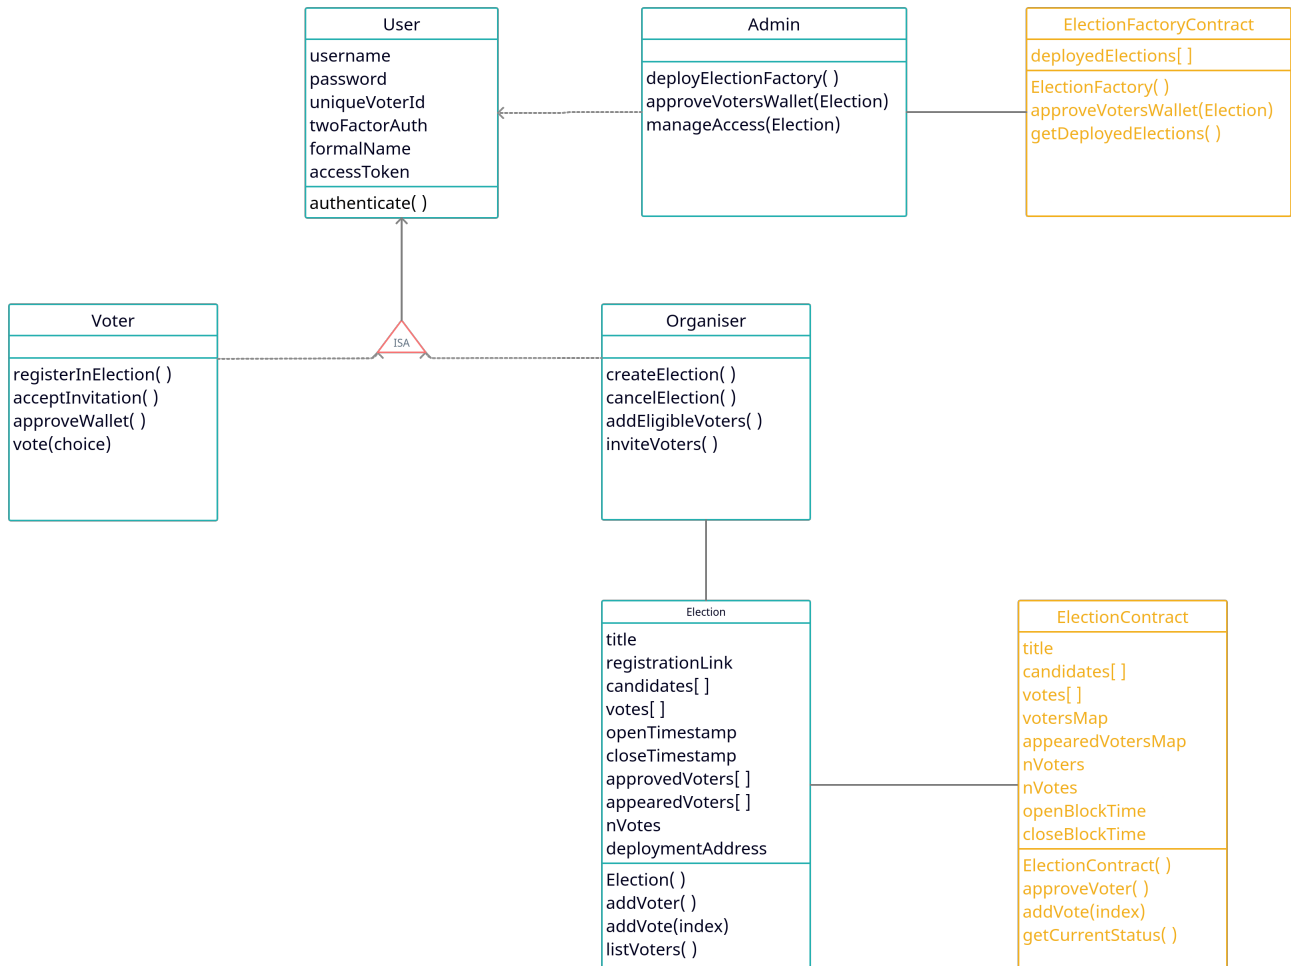 User
username
password
uniqueVoterId
twoFactorAuth
formalName
accessToken
authenticate( )
Admin
deployElectionFactory( )
approveVotersWallet(Election)
manageAccess(Election)
ElectionFactoryContract
deployedElections[ ]
ElectionFactory( )
approveVotersWallet(Election)
getDeployedElections( )
Voter
registerInElection( )
acceptInvitation( )
approveWallet( )
vote(choice)
ISA
Organiser
createElection( )
cancelElection( )
addEligibleVoters( )
inviteVoters( )
Election
title
registrationLink
candidates[ ]
votes[ ]
openTimestamp
closeTimestamp
approvedVoters[ ]
appearedVoters[ ]
nVotes
deploymentAddress
Election( )
addVoter( )
addVote(index)
listVoters( )
ElectionContract
title
candidates[ ]
votes[ ]
votersMap
appearedVotersMap
nVoters
nVotes
openBlockTime
closeBlockTime
ElectionContract( )
approveVoter( )
addVote(index)
getCurrentStatus( )